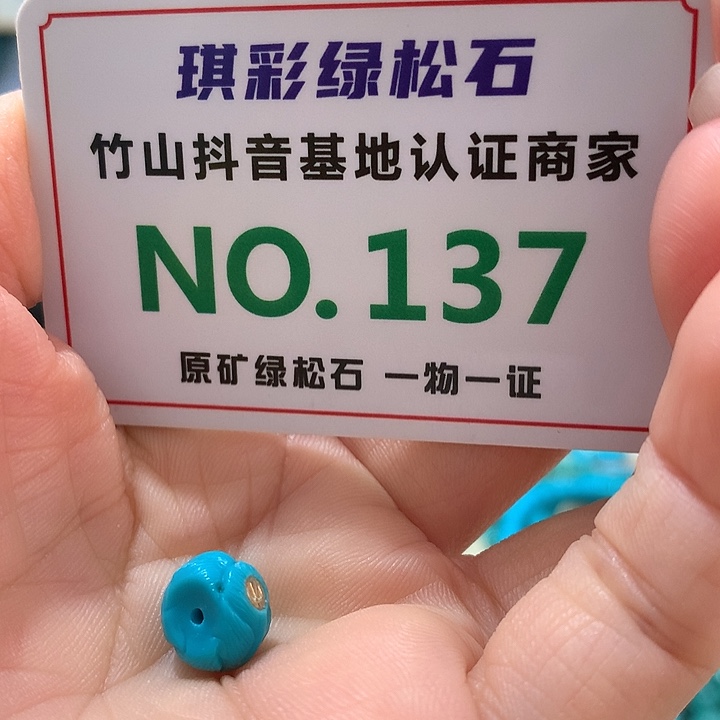 琪彩绿松石
竹山抖音基地认证商家
NO.137
原矿绿松石 一物一证